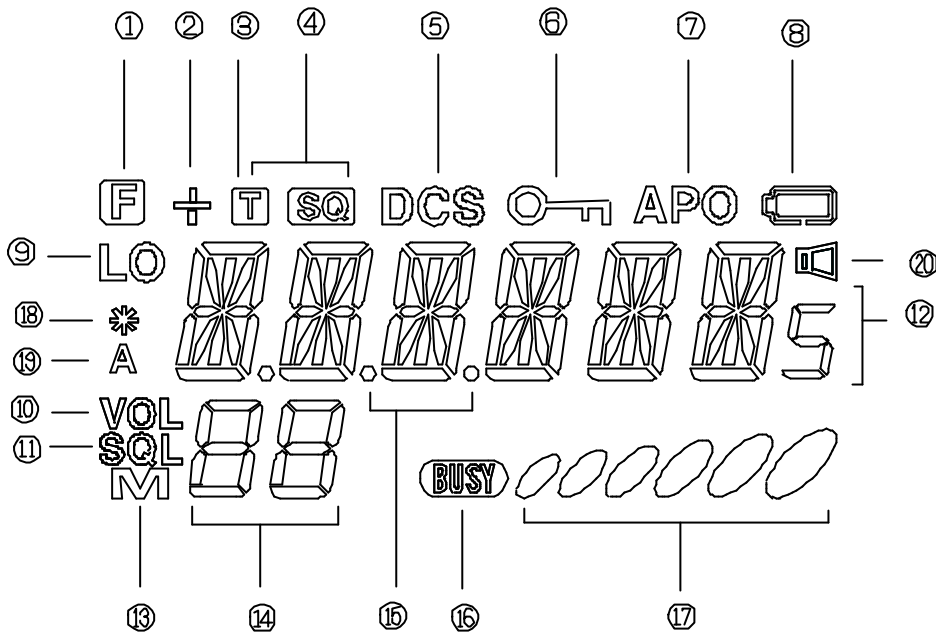 ① ② ③ ④ ⑤ ⑥ ⑦ ⑧
F + T SQ DCS APO
⑨ LO ⑳
⑱ * 5 ⑫
⑲ A
⑩ VOL
⑪ SQL
M BUSY
⑬ ⑭ ⑮ ⑯ ⑰